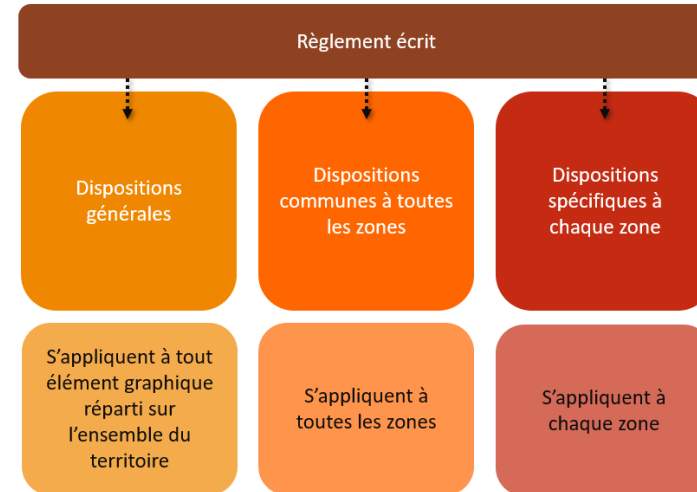 Règlement écrit
Dispositions
générales
Dispositions
communes à toutes
les zones
Dispositions
spécifiques à
chaque zone
S'appliquent à tout
élément graphique
réparti sur
l'ensemble du
territoire
S'appliquent à
toutes les zones
S'appliquent à
chaque zone